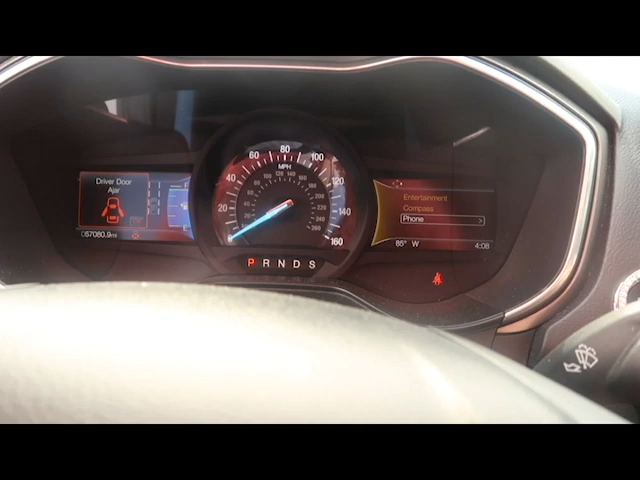 Driver Door
Ajar
057080.9mi
20 40 60 80 100 120 140 160
MPH
P R N D S
Entertainment
Compass
Phone >
85° W 4:08